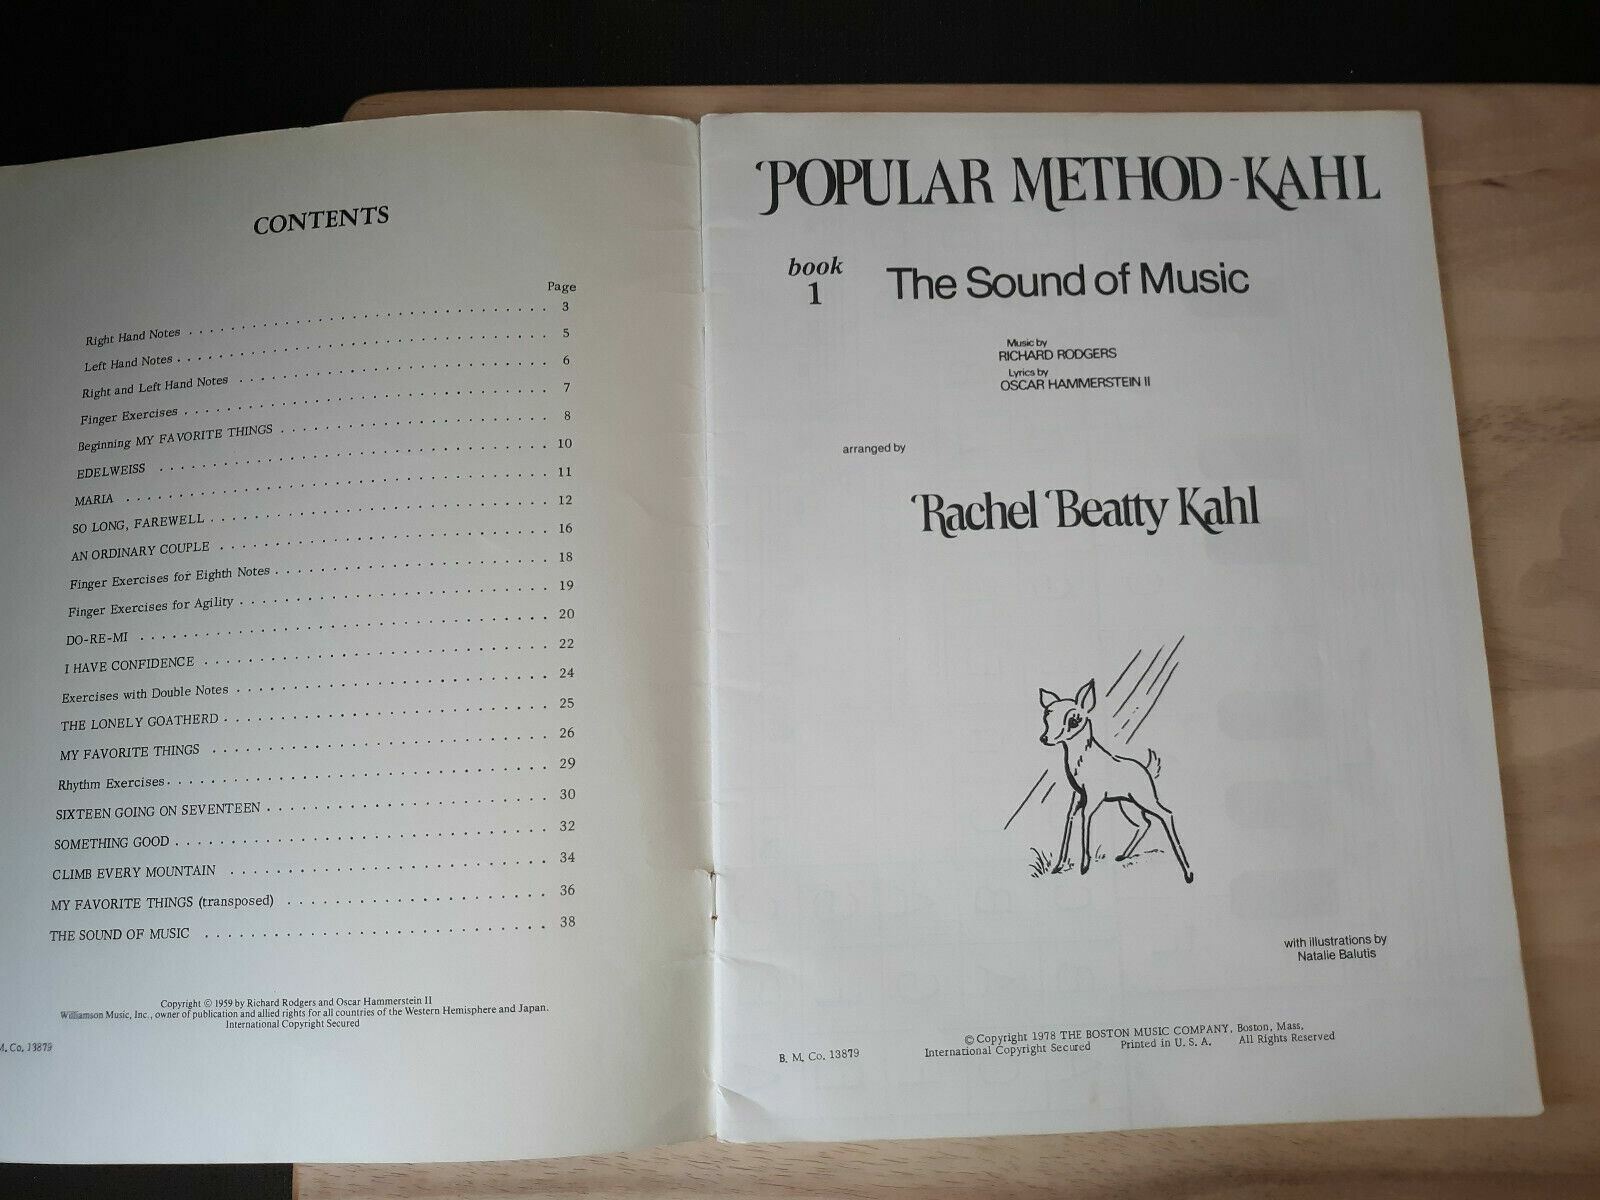 CONTENTS
Page
Right Hand Notes . . . . . . . . . . . . . . . . . . . . . . . . . . . . . . 3
Left Hand Notes . . . . . . . . . . . . . . . . . . . . . . . . . . . . . . 5
Right and Left Hand Notes . . . . . . . . . . . . . . . . . . . . . . . . . 6
Finger Exercises . . . . . . . . . . . . . . . . . . . . . . . . . . . . . . 7
Beginning MY FAVORITE THINGS . . . . . . . . . . . . . . . . . . . . . . 8
EDELWEISS . . . . . . . . . . . . . . . . . . . . . . . . . . . . . . 10
MARIA . . . . . . . . . . . . . . . . . . . . . . . . . . . . . . 11
SO LONG, FAREWELL . . . . . . . . . . . . . . . . . . . . . . . . . . 12
AN ORDINARY COUPLE . . . . . . . . . . . . . . . . . . . . . . . . . . 16
Finger Exercises for Eighth Notes . . . . . . . . . . . . . . . . . . . . . . 18
Finger Exercises for Agility . . . . . . . . . . . . . . . . . . . . . . . . 19
DO-RE-MI . . . . . . . . . . . . . . . . . . . . . . . . . . . . . . 20
I HAVE CONFIDENCE . . . . . . . . . . . . . . . . . . . . . . . . . . 22
Exercises with Double Notes . . . . . . . . . . . . . . . . . . . . . . . . 24
THE LONELY GOATHERD . . . . . . . . . . . . . . . . . . . . . . . . 25
MY FAVORITE THINGS . . . . . . . . . . . . . . . . . . . . . . . . . . 26
Rhythm Exercises . . . . . . . . . . . . . . . . . . . . . . . . . . . . 29
SIXTEEN GOING ON SEVENTEEN . . . . . . . . . . . . . . . . . . . . . . 30
SOMETHING GOOD . . . . . . . . . . . . . . . . . . . . . . . . . . . . 32
CLIMB EVERY MOUNTAIN . . . . . . . . . . . . . . . . . . . . . . . . 34
MY FAVORITE THINGS (transposed) . . . . . . . . . . . . . . . . . . . . 36
THE SOUND OF MUSIC . . . . . . . . . . . . . . . . . . . . . . . . . . 38
Copyright © 1959 by Richard Rodgers and Oscar Hammerstein II
Williamson Music, Inc., owner of publication and allied rights for all countries of the Western Hemisphere and Japan.
International Copyright Secured
M. Co. 13879
POPULAR METHOD-KAHL
book
1
The Sound of Music
Music by
RICHARD RODGERS
Lyrics by
OSCAR HAMMERSTEIN II
arranged by
Rachel Beatty Kahl
with illustrations by
Natalie Balutis
© Copyright 1978 THE BOSTON MUSIC COMPANY, Boston, Mass.
B. M. Co. 13879 International Copyright Secured Printed in U. S. A. All Rights Reserved